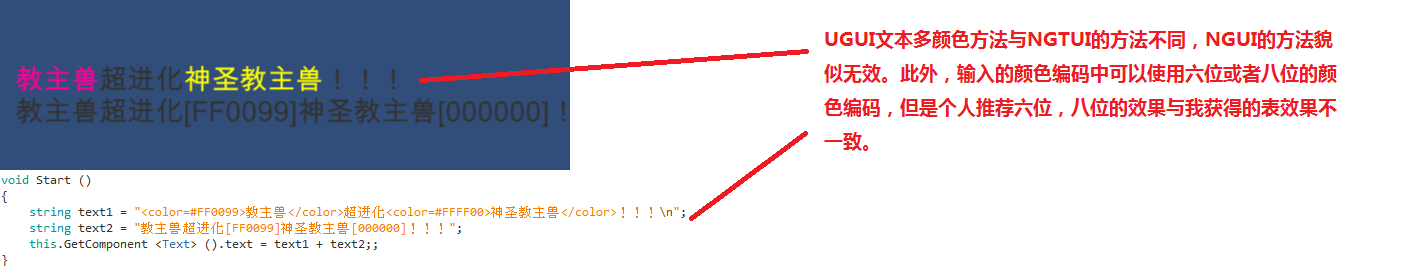 教主兽超进化神圣教主兽！！！
教主兽超进化[FF0099]神圣教主兽[000000]！
UGUI文本多颜色方法与NGTUI的方法不同，NGUI的方法貌
似无效。此外，输入的颜色编码中可以使用六位或者八位的颜
色编码，但是个人推荐六位，八位的效果与我获得的表效果不
一致。
void Start ()
{
    string text1 = "<color=#FF0099>教主兽</color>超进化<color=#FFFF00>神圣教主兽</color>！！！\n";
    string text2 = "教主兽超进化[FF0099]神圣教主兽[000000]！！！";
    this.GetComponent <Text> ().text = text1 + text2;;
}